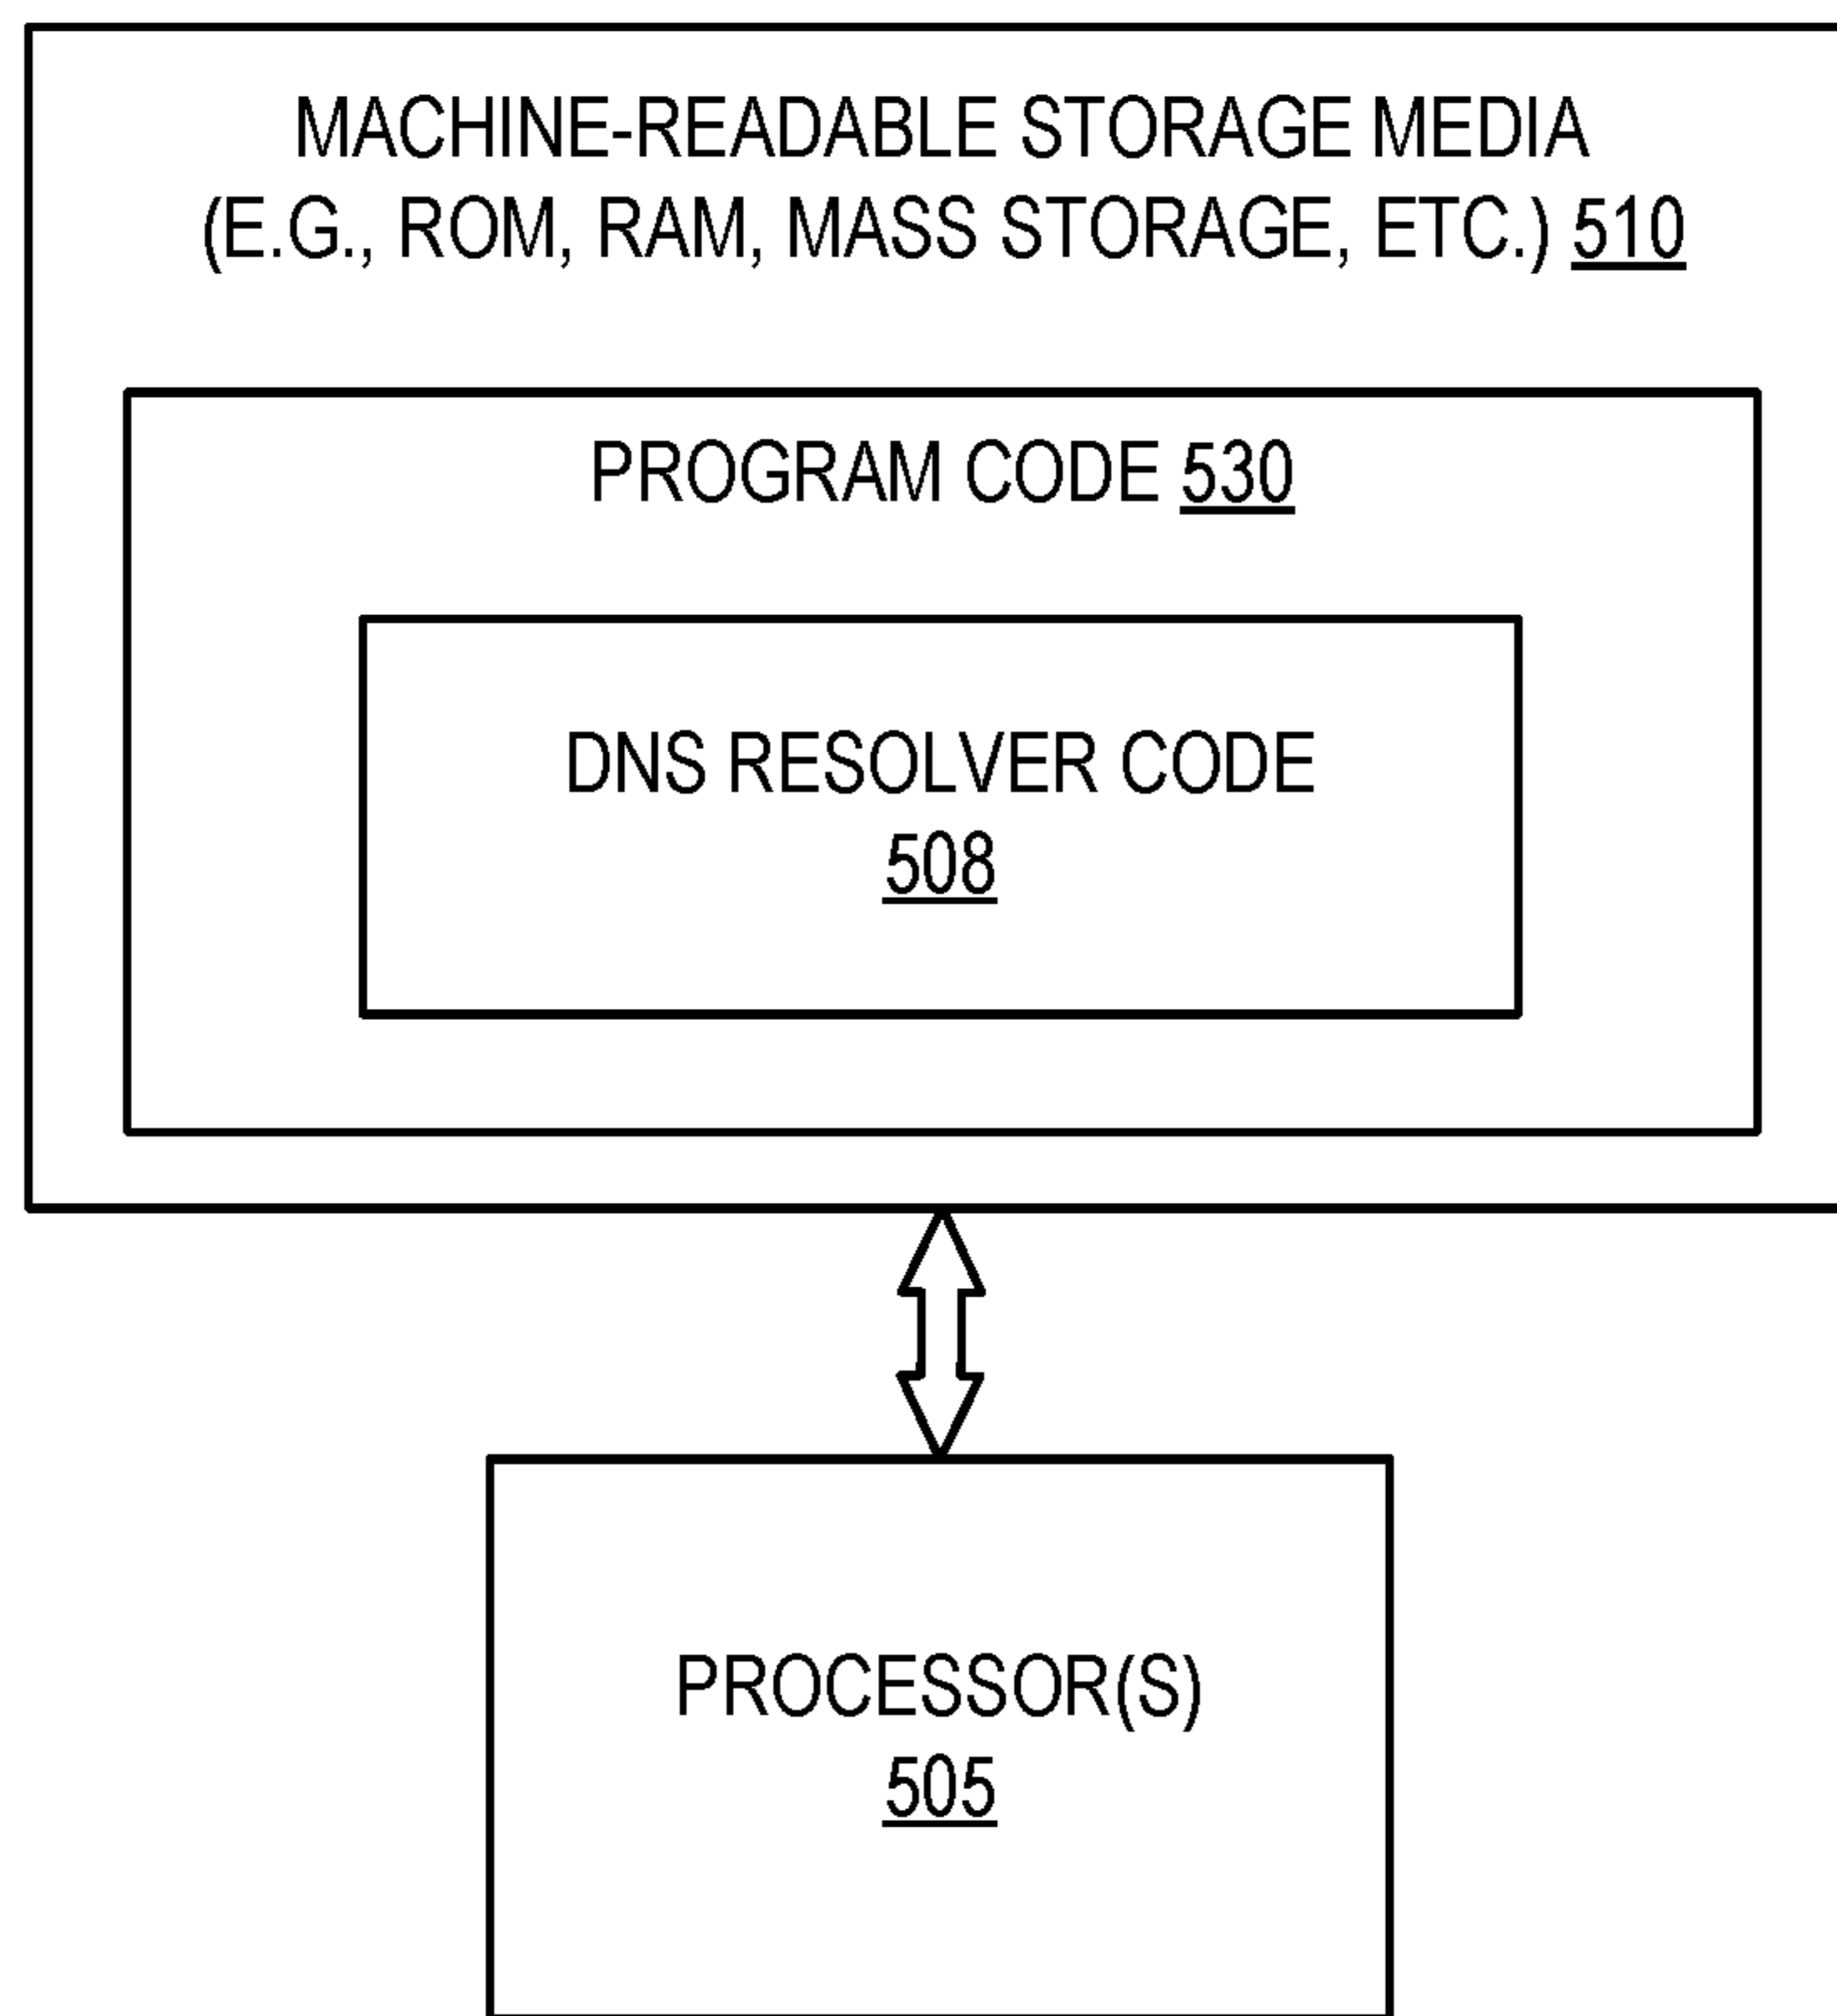 MACHINE-READABLE STORAGE MEDIA
(E.G., ROM, RAM, MASS STORAGE, ETC.) 510
PROGRAM CODE 530
DNS RESOLVER CODE
508
PROCESSOR(S)
505